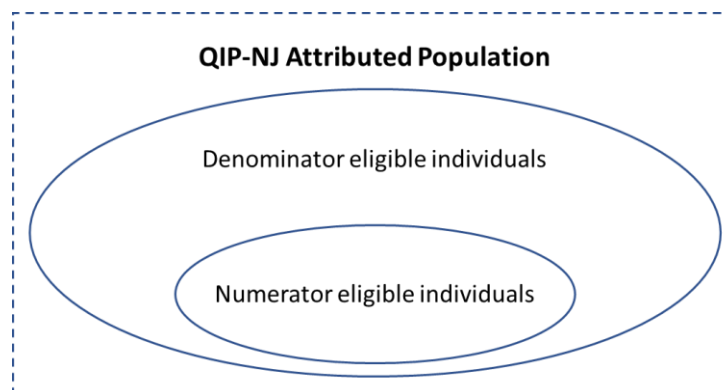 QIP-NJ Attributed Population
Denominator eligible individuals
Numerator eligible individuals